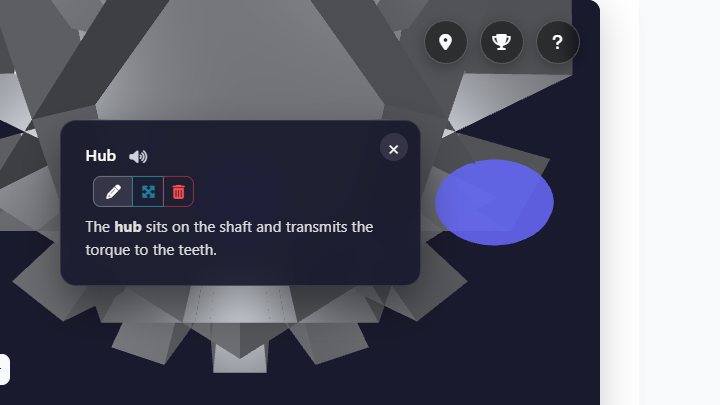 ?
Hub
The hub sits on the shaft and transmits the
torque to the teeth.